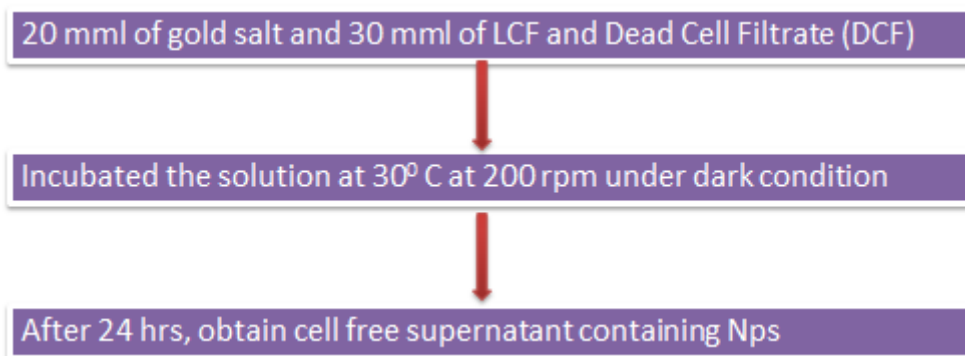 20 mml of gold salt and 30 mml of LCF and Dead Cell Filtrate (DCF)
Incubated the solution at 30⁰ C at 200 rpm under dark condition
After 24 hrs, obtain cell free supernatant containing Nps